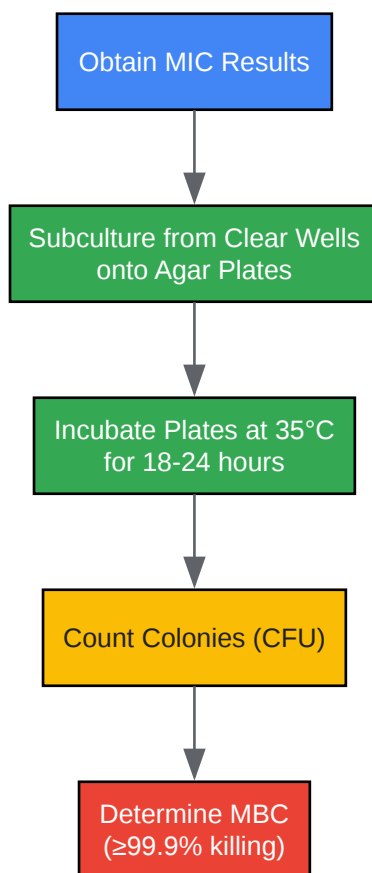 Obtain MIC Results
Subculture from Clear Wells
onto Agar Plates
Incubate Plates at 35°C
for 18-24 hours
Count Colonies (CFU)
Determine MBC
(≥99.9% killing)